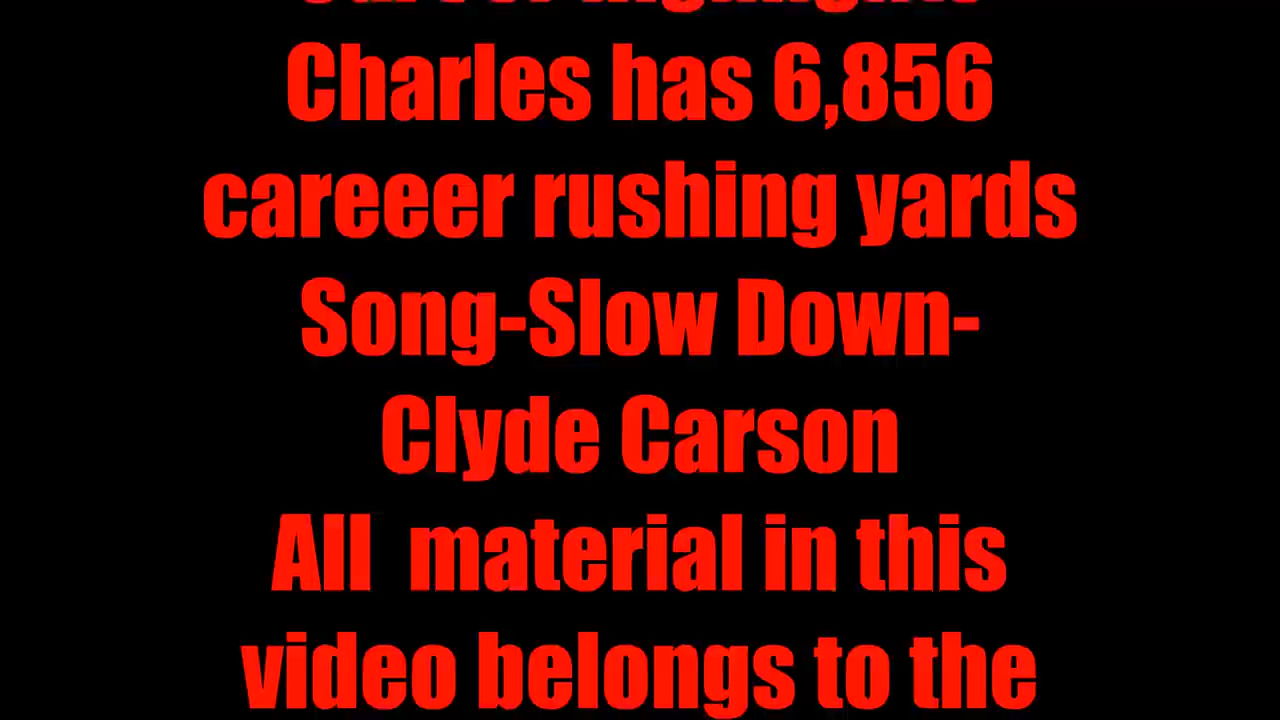 Charles has 6,856
careeer rushing yards
Song-Slow Down-
Clyde Carson
All  material in this
video belongs to the